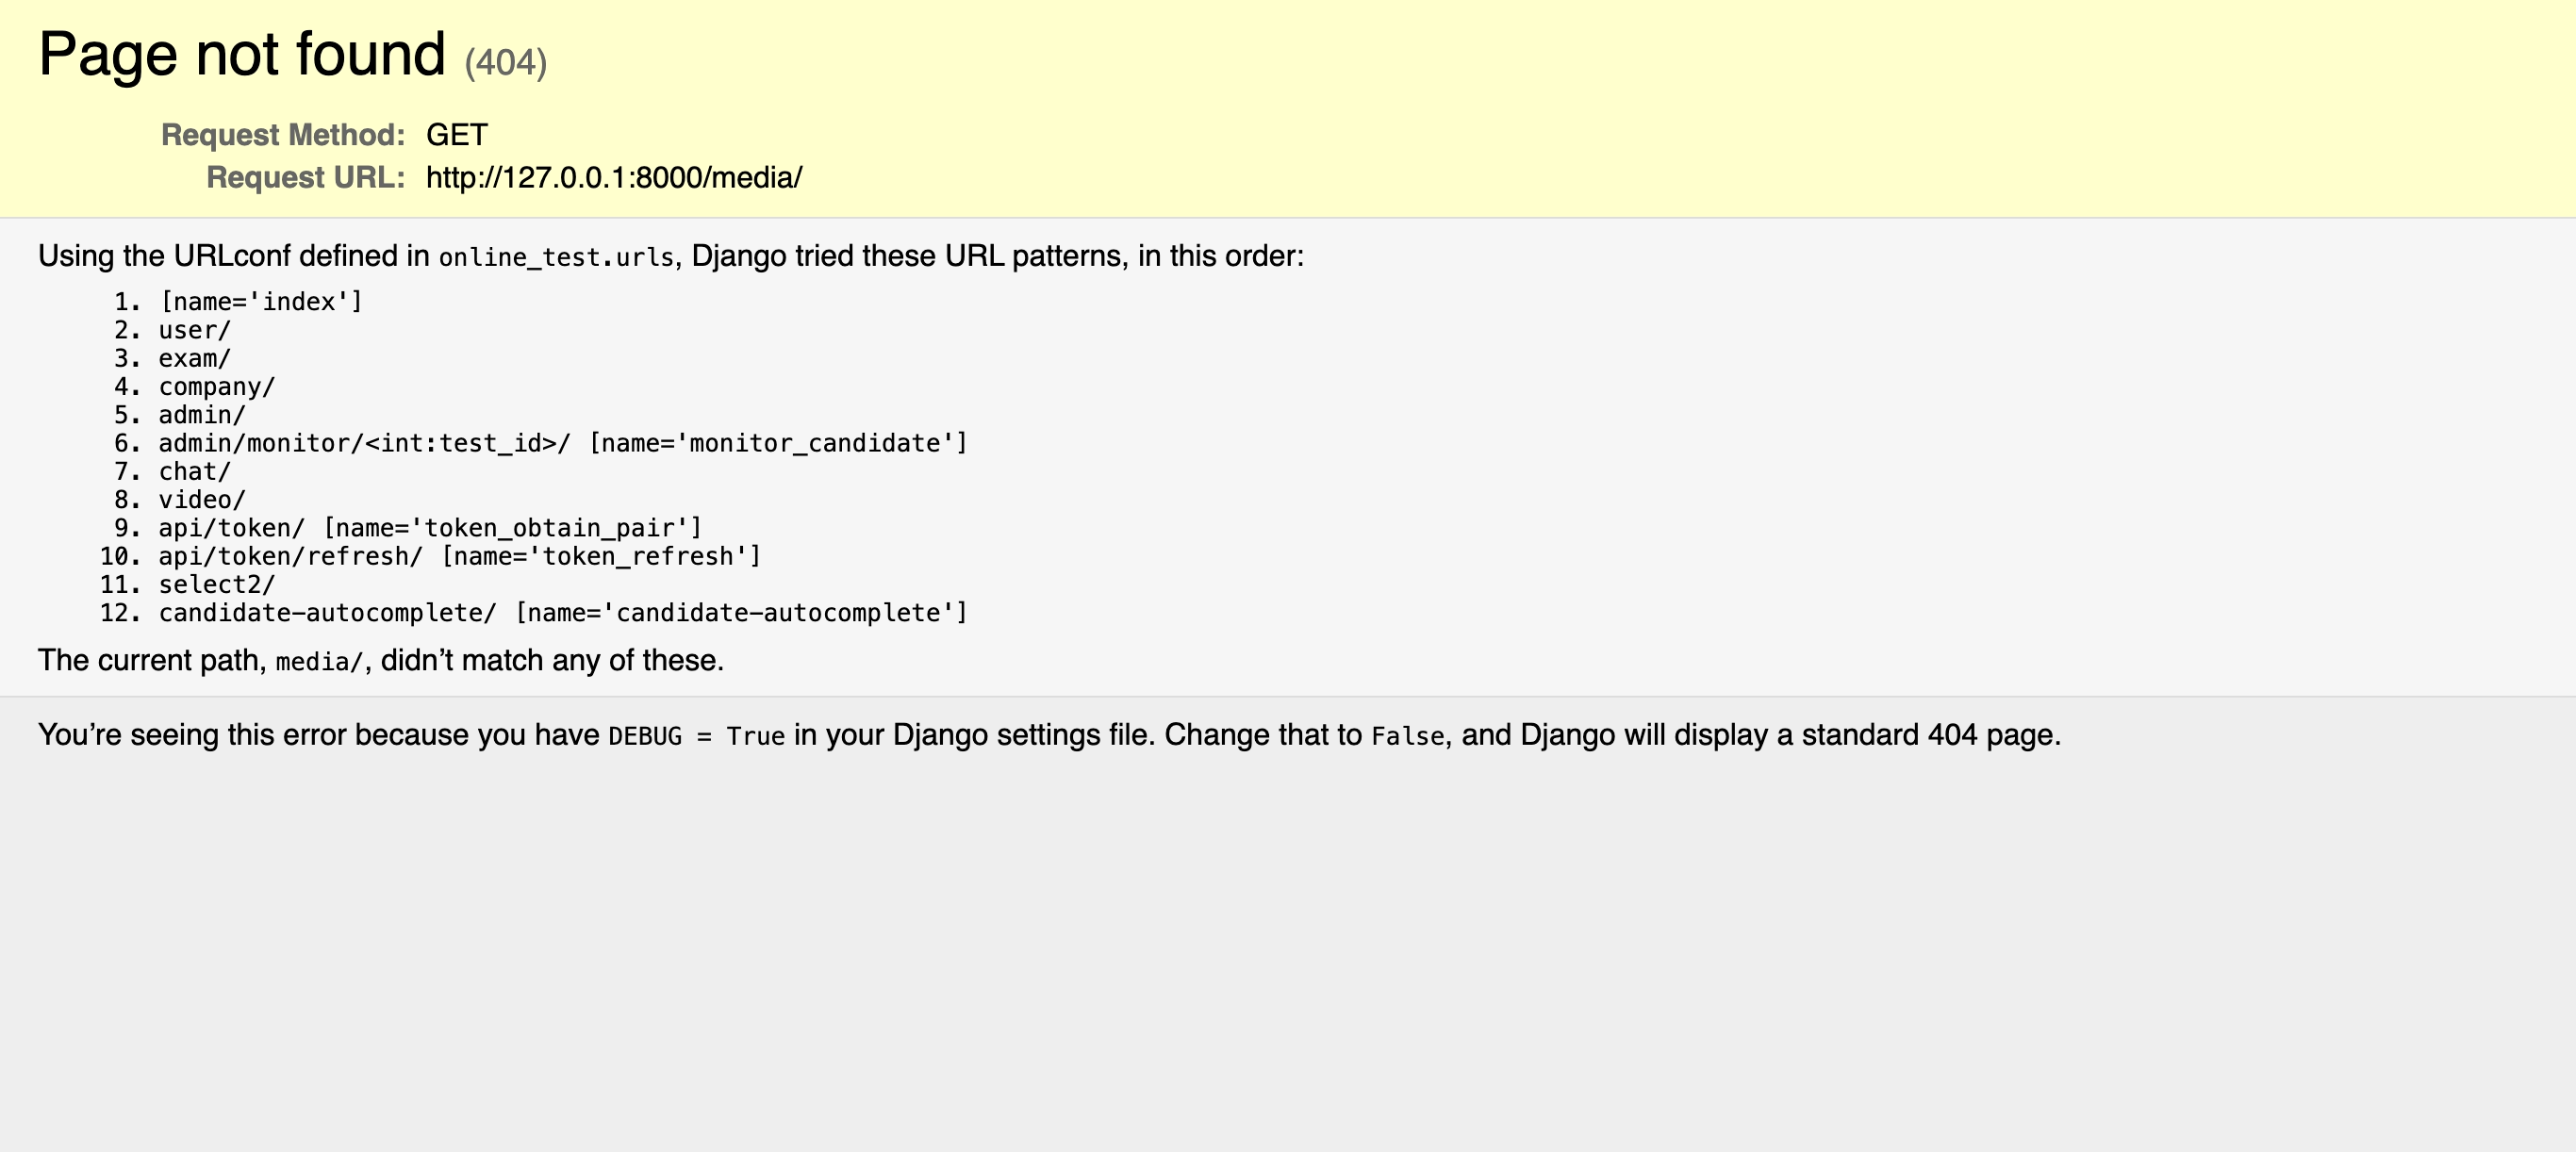 Page not found (404)
Request Method: GET
Request URL: http://127.0.0.1:8000/media/
Using the URLconf defined in online_test.urls, Django tried these URL patterns, in this order:
1. [name='index']
2. user/
3. exam/
4. company/
5. admin/
6. admin/monitor/<int:test_id>/ [name='monitor_candidate']
7. chat/
8. video/
9. api/token/ [name='token_obtain_pair']
10. api/token/refresh/ [name='token_refresh']
11. select2/
12. candidate-autocomplete/ [name='candidate-autocomplete']
The current path, media/, didn’t match any of these.
You’re seeing this error because you have DEBUG = True in your Django settings file. Change that to False, and Django will display a standard 404 page.